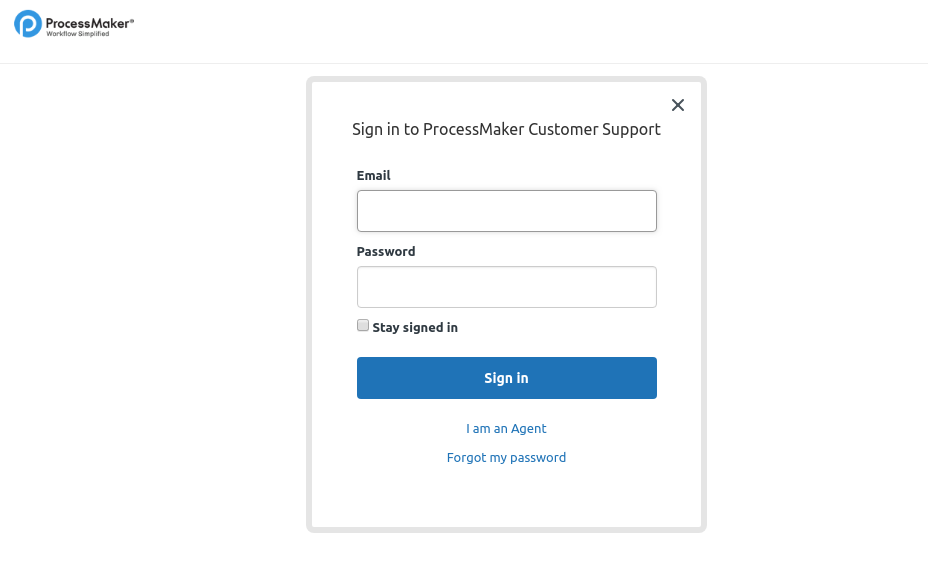 ProcessMaker®
Workflow Simplified
Sign in to ProcessMaker Customer Support
Email
Password
Stay signed in
Sign in
I am an Agent
Forgot my password